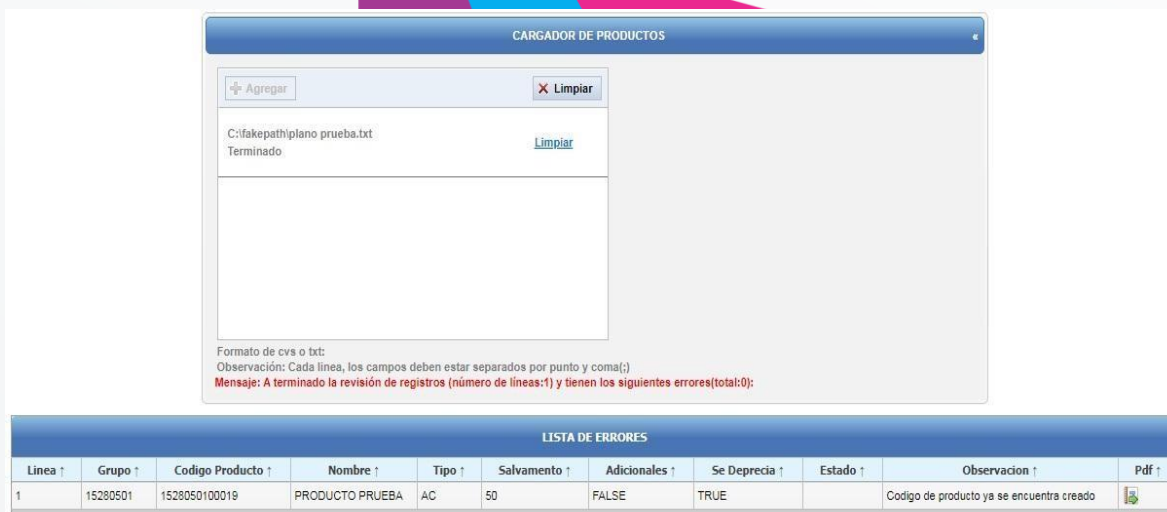 CARGADOR DE PRODUCTOS «
Agregar Limpiar
C:\fakepath\plano prueba.txt
Terminado
Limpiar
Formato de cvs o txt:
Observación: Cada linea, los campos deben estar separados por punto y coma(;)
Mensaje: A terminado la revisión de registros (número de líneas:1) y tienen los siguientes errores(total:0):
LISTA DE ERRORES
Linea ↑ Grupo ↑ Codigo Producto ↑ Nombre ↑ Tipo ↑ Salvamento ↑ Adicionales ↑ Se Deprecia ↑ Estado ↑ Observacion ↑ Pdf ↑
1 15280501 1528050100019 PRODUCTO PRUEBA AC 50 FALSE TRUE Codigo de producto ya se encuentra creado